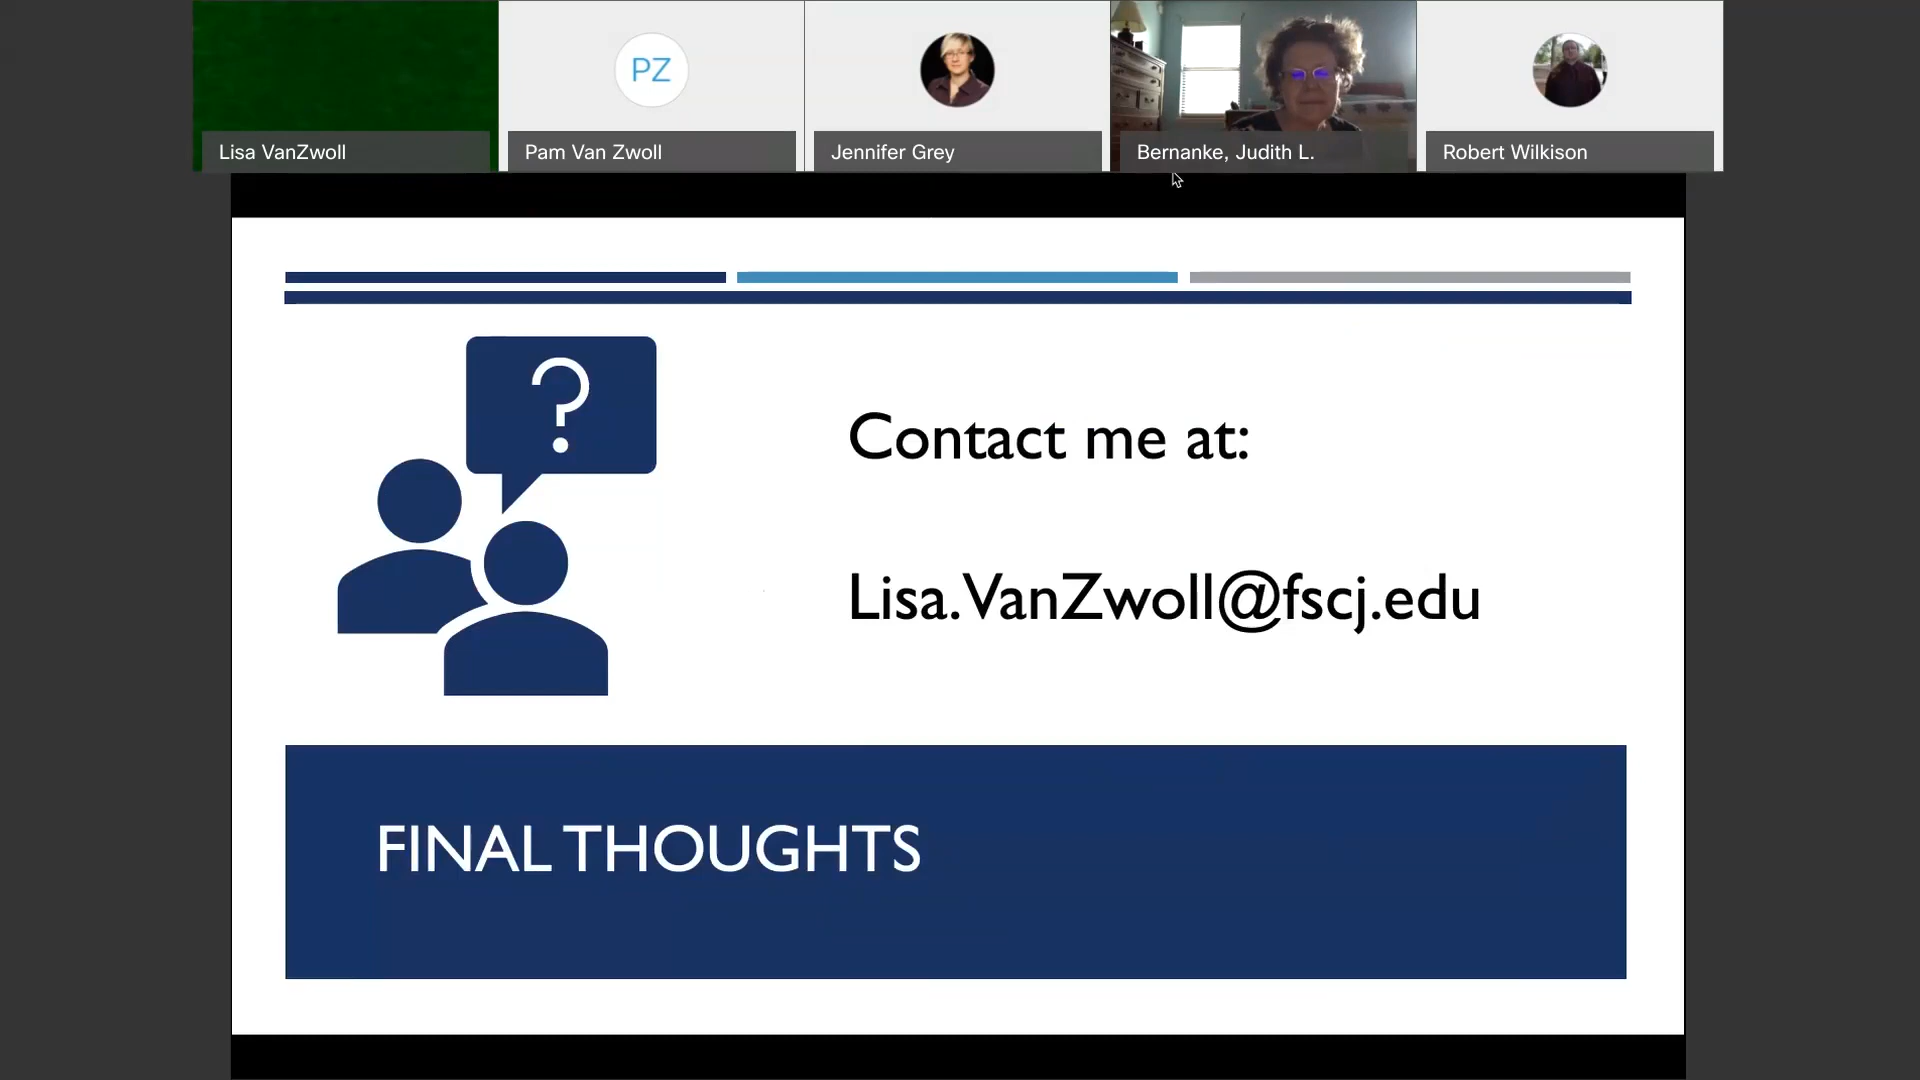 Lisa VanZwoll
PZ
Pam Van Zwoll
Jennifer Grey
Bernanke, Judith L.
Robert Wilkison
?
Contact me at:
Lisa.VanZwoll@fscj.edu
FINAL THOUGHTS